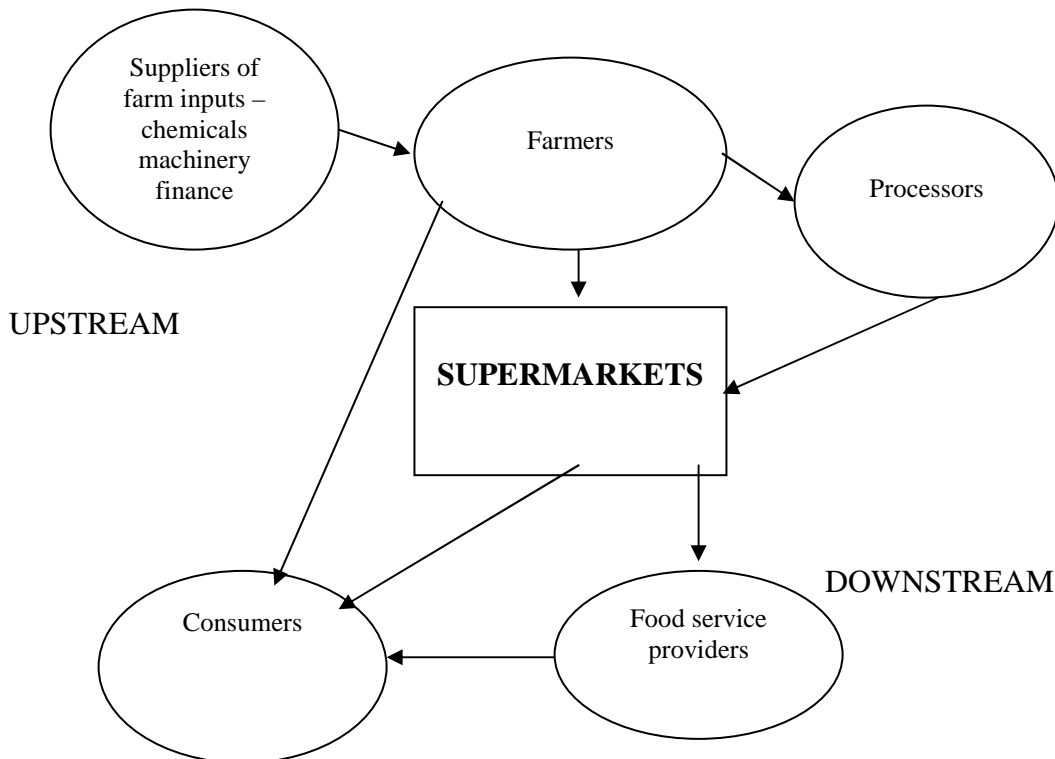 Suppliers of
farm inputs –
chemicals
machinery
finance
Farmers
Processors
UPSTREAM
SUPERMARKETS
DOWNSTREAM
Consumers
Food service
providers